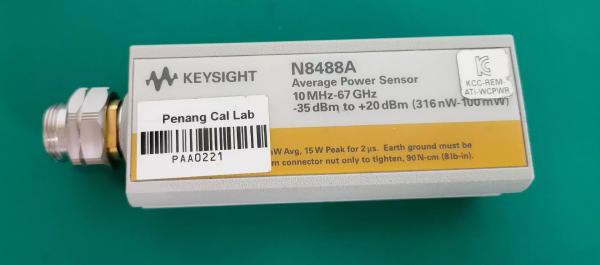 KEYSIGHT
N8488A
Average Power Sensor
10 MHz-67 GHz
-35 dBm to +20 dBm (316 nW-100 mW)
KCC-REM-
ATI-WCPWR
Penang Cal Lab
PAA0221
W Avg, 15 W Peak for 2 µs. Earth ground must be
connector nut only to tighten, 90N-cm (8 lb-in).